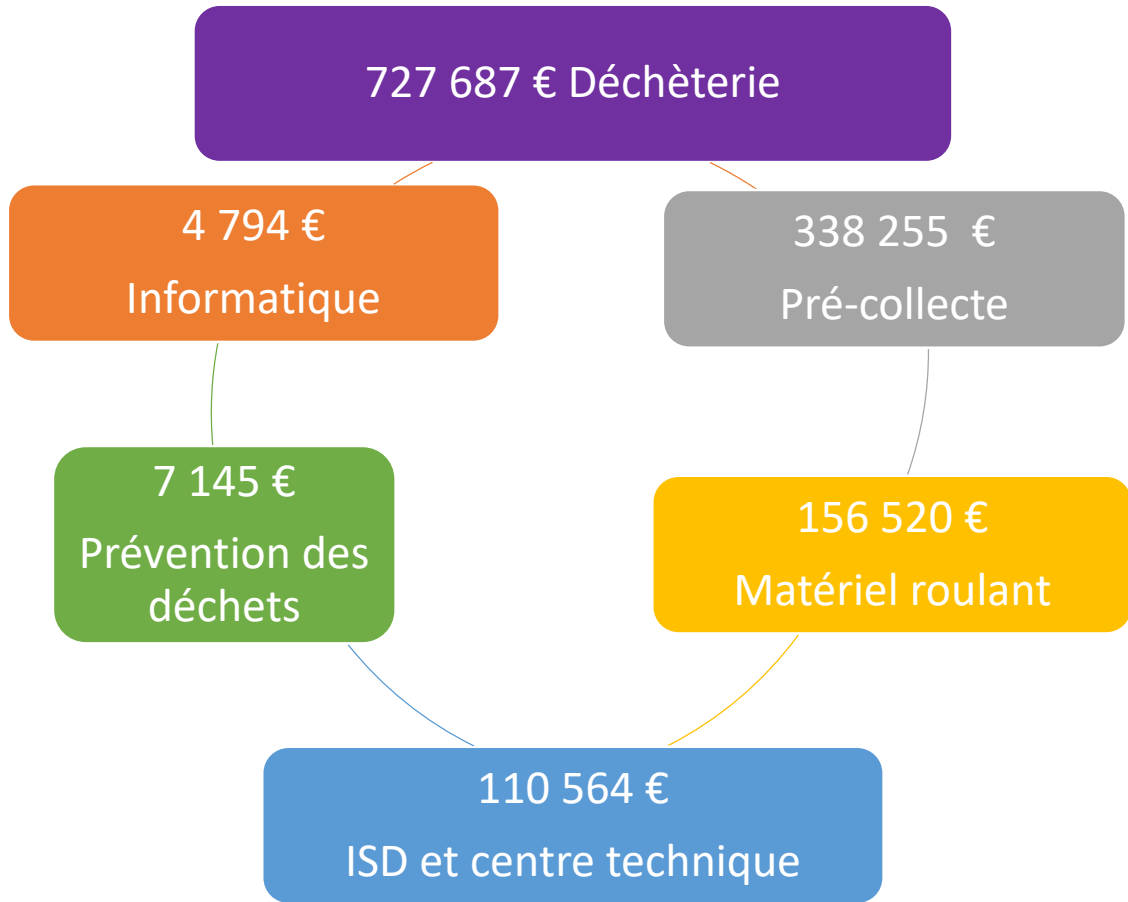 727 687 € Déchèterie
4 794 €
Informatique
338 255 €
Pré-collecte
7 145 €
Prévention des
déchets
156 520 €
Matériel roulant
110 564 €
ISD et centre technique